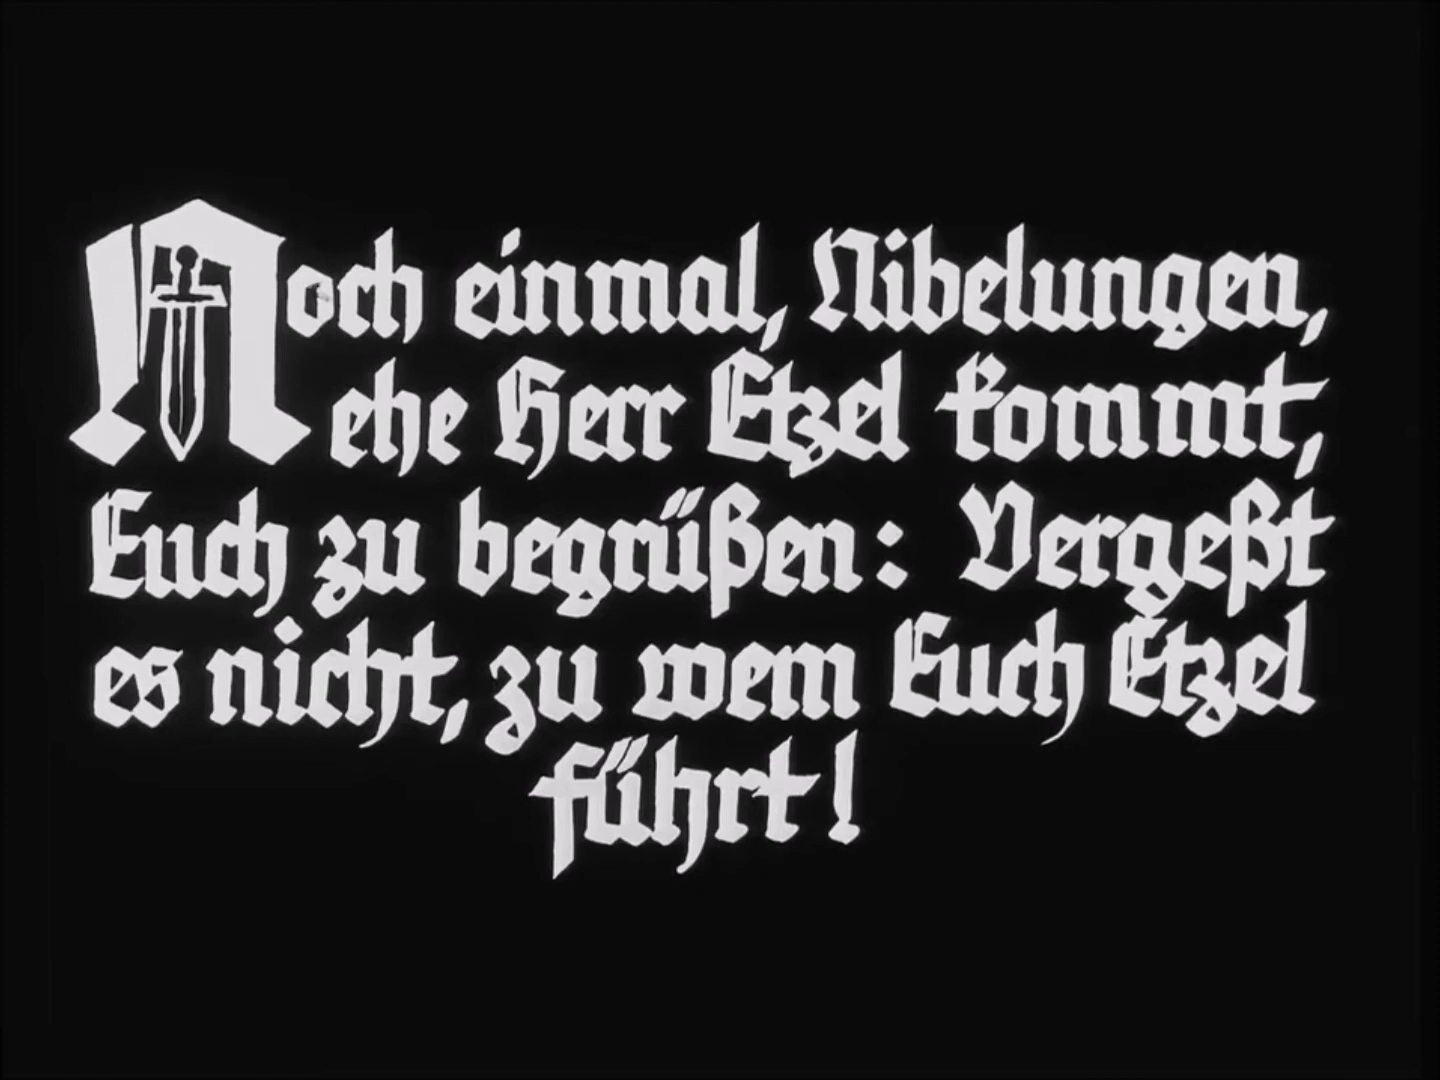 Noch einmal, Nibelungen,
ehe Herr Etzel kommt,
Euch zu begrüßen: Vergeßt
es nicht, zu wem Euch Etzel
führt!